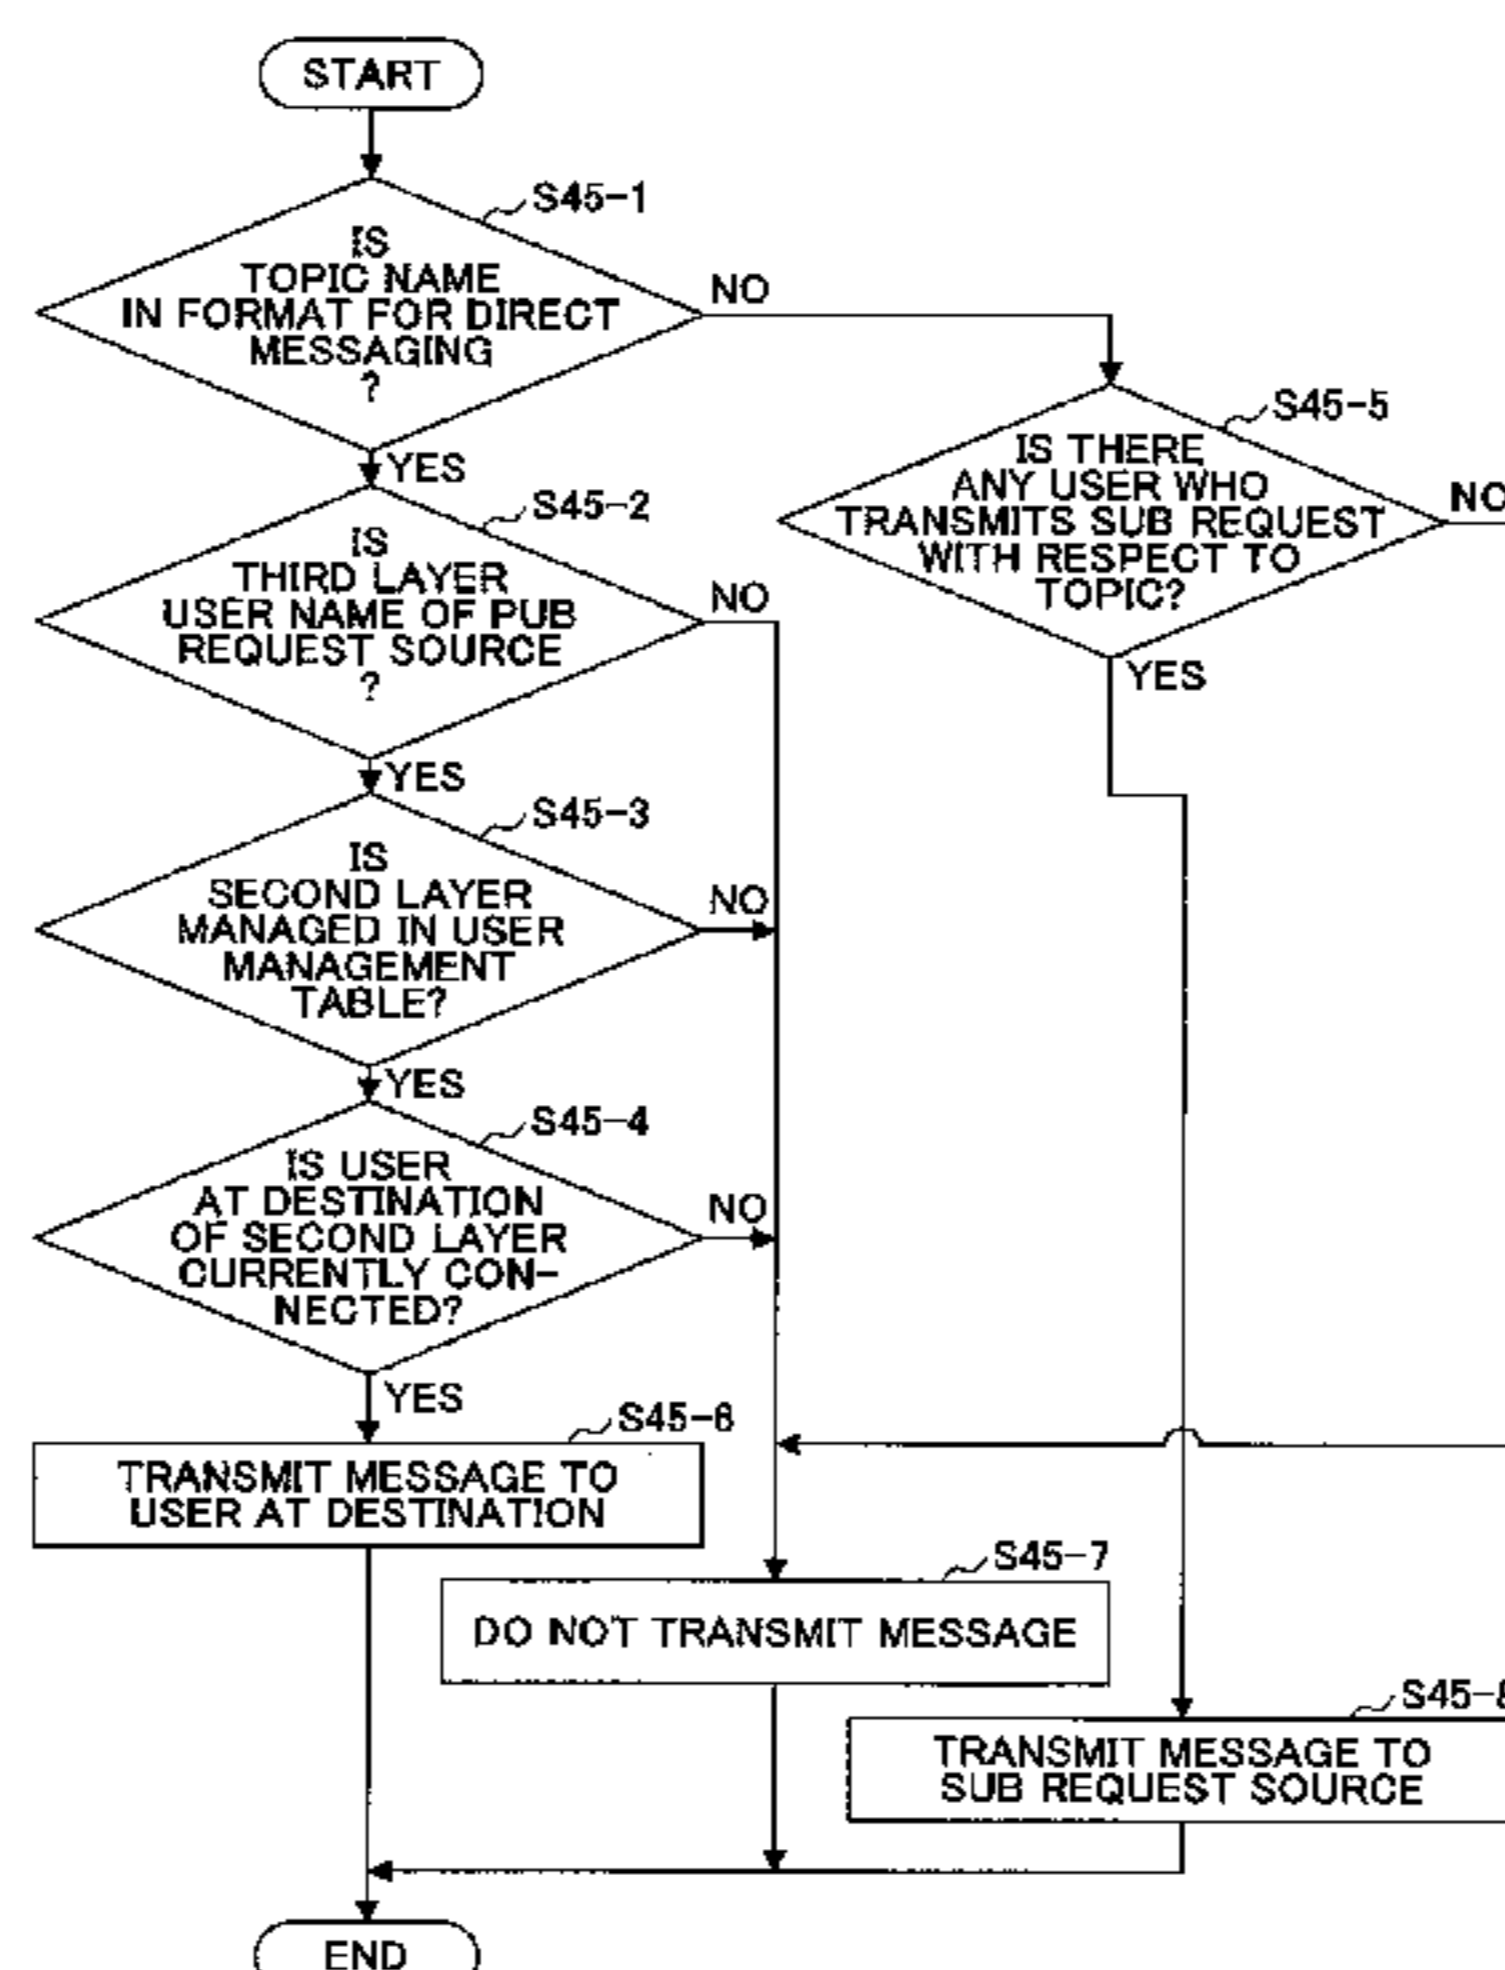 START
S45-1
IS
TOPIC NAME
IN FORMAT FOR DIRECT
MESSAGING
?
NO
YES
S45-5
IS THERE
ANY USER WHO
TRANSMITS SUB REQUEST
WITH RESPECT TO
TOPIC?
NO
YES
S45-2
IS
THIRD LAYER
USER NAME OF PUB
REQUEST SOURCE
?
NO
YES
S45-3
IS
SECOND LAYER
MANAGED IN USER
MANAGEMENT
TABLE?
NO
YES
S45-4
IS USER
AT DESTINATION
OF SECOND LAYER
CURRENTLY CON-
NECTED?
NO
YES
S45-6
TRANSMIT MESSAGE TO
USER AT DESTINATION
S45-7
DO NOT TRANSMIT MESSAGE
S45-8
TRANSMIT MESSAGE TO
SUB REQUEST SOURCE
END